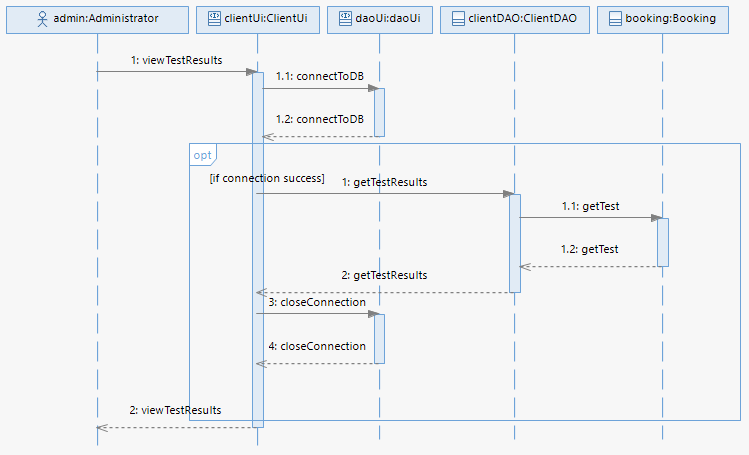 admin:Administrator
clientUi:ClientUi
daoUi:daoUi
clientDAO:ClientDAO
booking:Booking
1: viewTestResults
1.1: connectToDB
1.2: connectToDB
opt
[if connection success]
1: getTestResults
1.1: getTest
1.2: getTest
2: getTestResults
3: closeConnection
4: closeConnection
2: viewTestResults